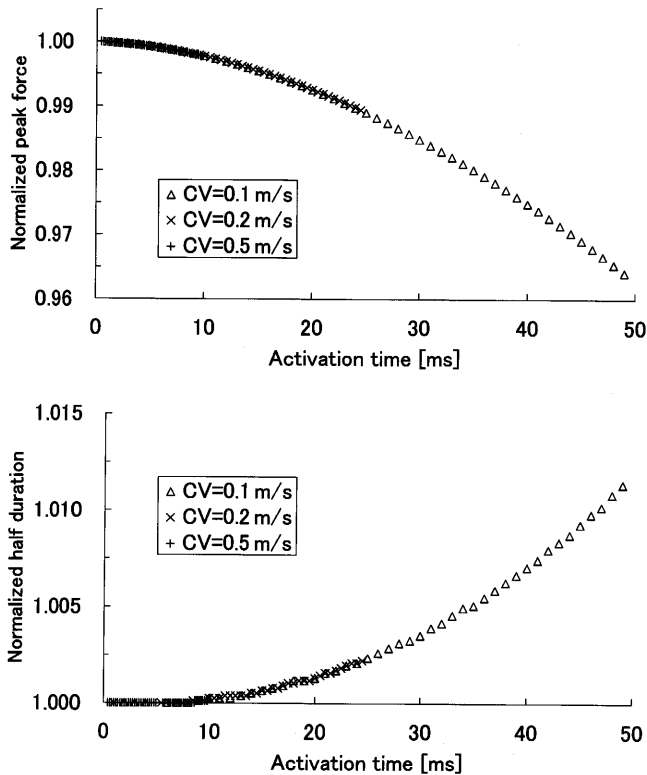 Normalized peak force
1.00
0.99
0.98
0.97
0.96
△ CV=0.1 m/s
× CV=0.2 m/s
+ CV=0.5 m/s
0 10 20 30 40 50
Activation time [ms]
Normalized half duration
1.015
1.010
1.005
1.000
△ CV=0.1 m/s
× CV=0.2 m/s
+ CV=0.5 m/s
0 10 20 30 40 50
Activation time [ms]